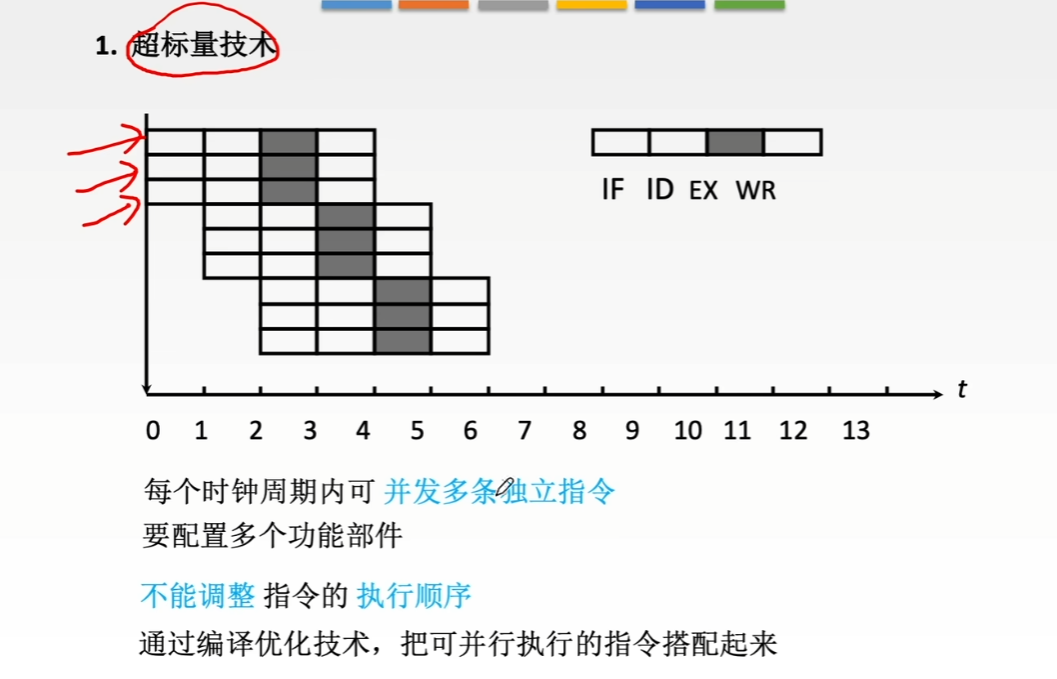 1. 超标量技术
IF ID EX WR
t
0 1 2 3 4 5 6 7 8 9 10 11 12 13
每个时钟周期内可 并发多条独立指令
要配置多个功能部件
不能调整 指令的 执行顺序
通过编译优化技术，把可并行执行的指令搭配起来